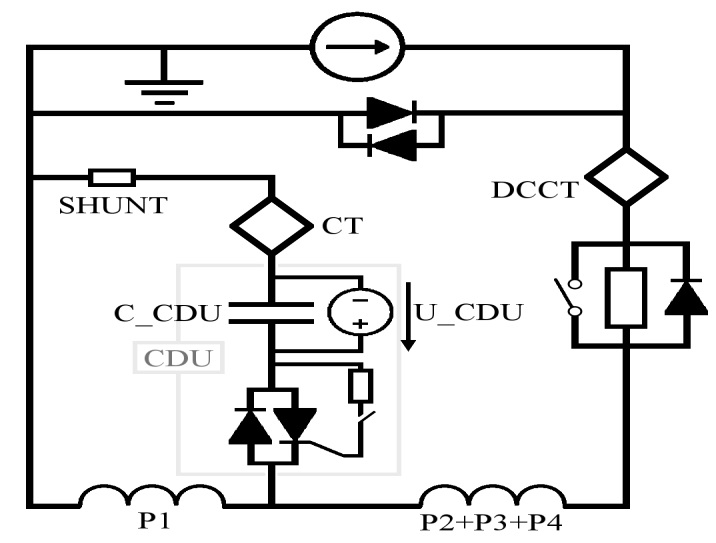 DCCT
SHUNT
CT
C_CDU
−
+
U_CDU
CDU
P1
P2+P3+P4